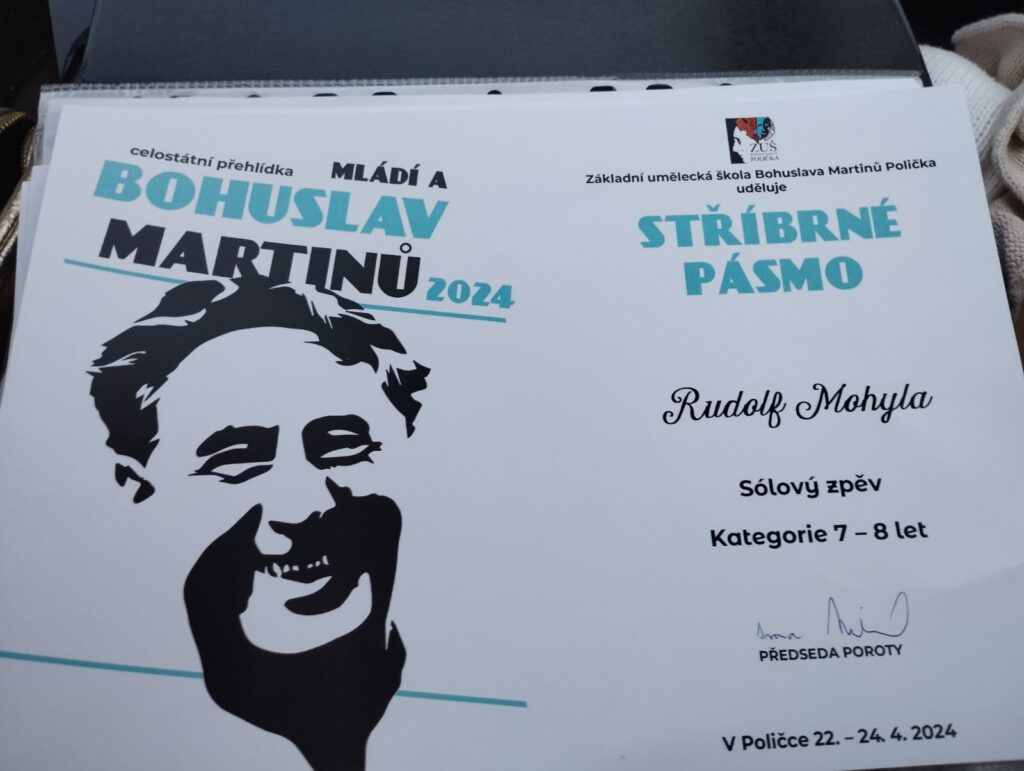 celostátní přehlídka
MLÁDÍ A
BOHUSLAV
MARTINŮ 2024
ZUŠ
POLIČKA
Základní umělecká škola Bohuslava Martinů Polička
uděluje
STŘÍBRNÉ
PÁSMO
Rudolf Mohyla
Sólový zpěv
Kategorie 7 – 8 let
PŘEDSEDA POROTY
V Poličce 22. – 24. 4. 2024